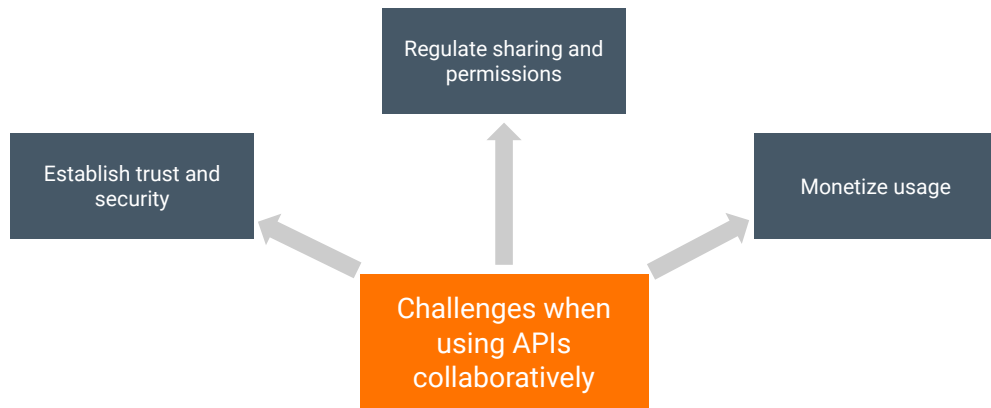 Regulate sharing and
permissions
Establish trust and
security
Monetize usage
Challenges when
using APIs
collaboratively